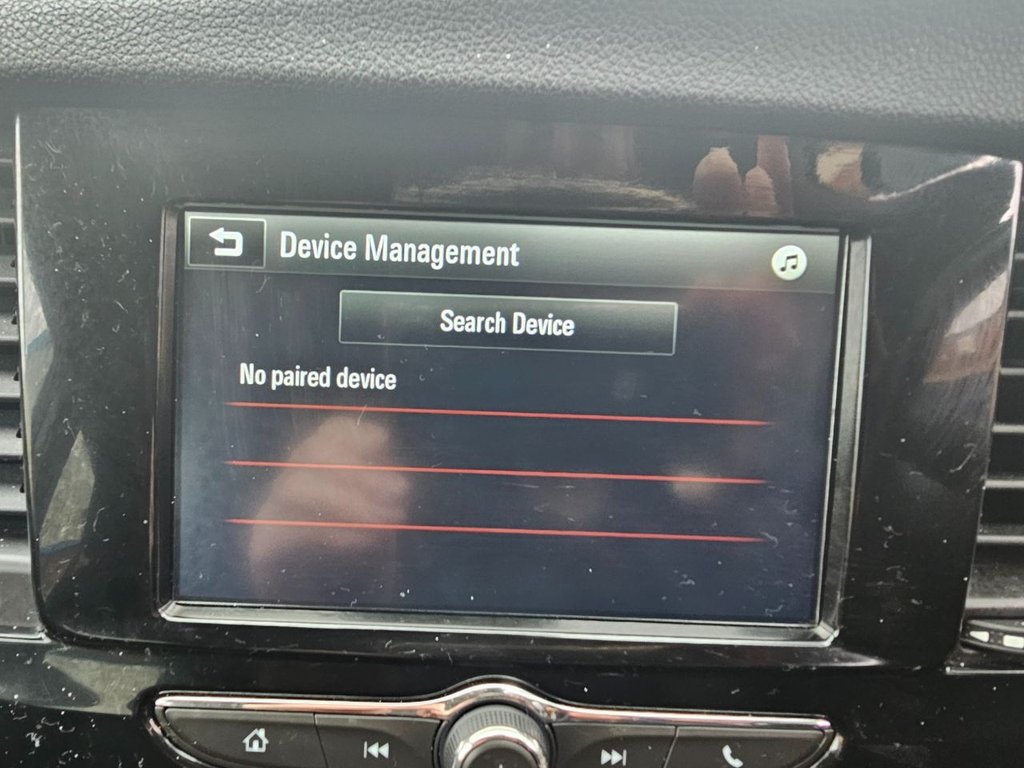 Device Management
Search Device
No paired device